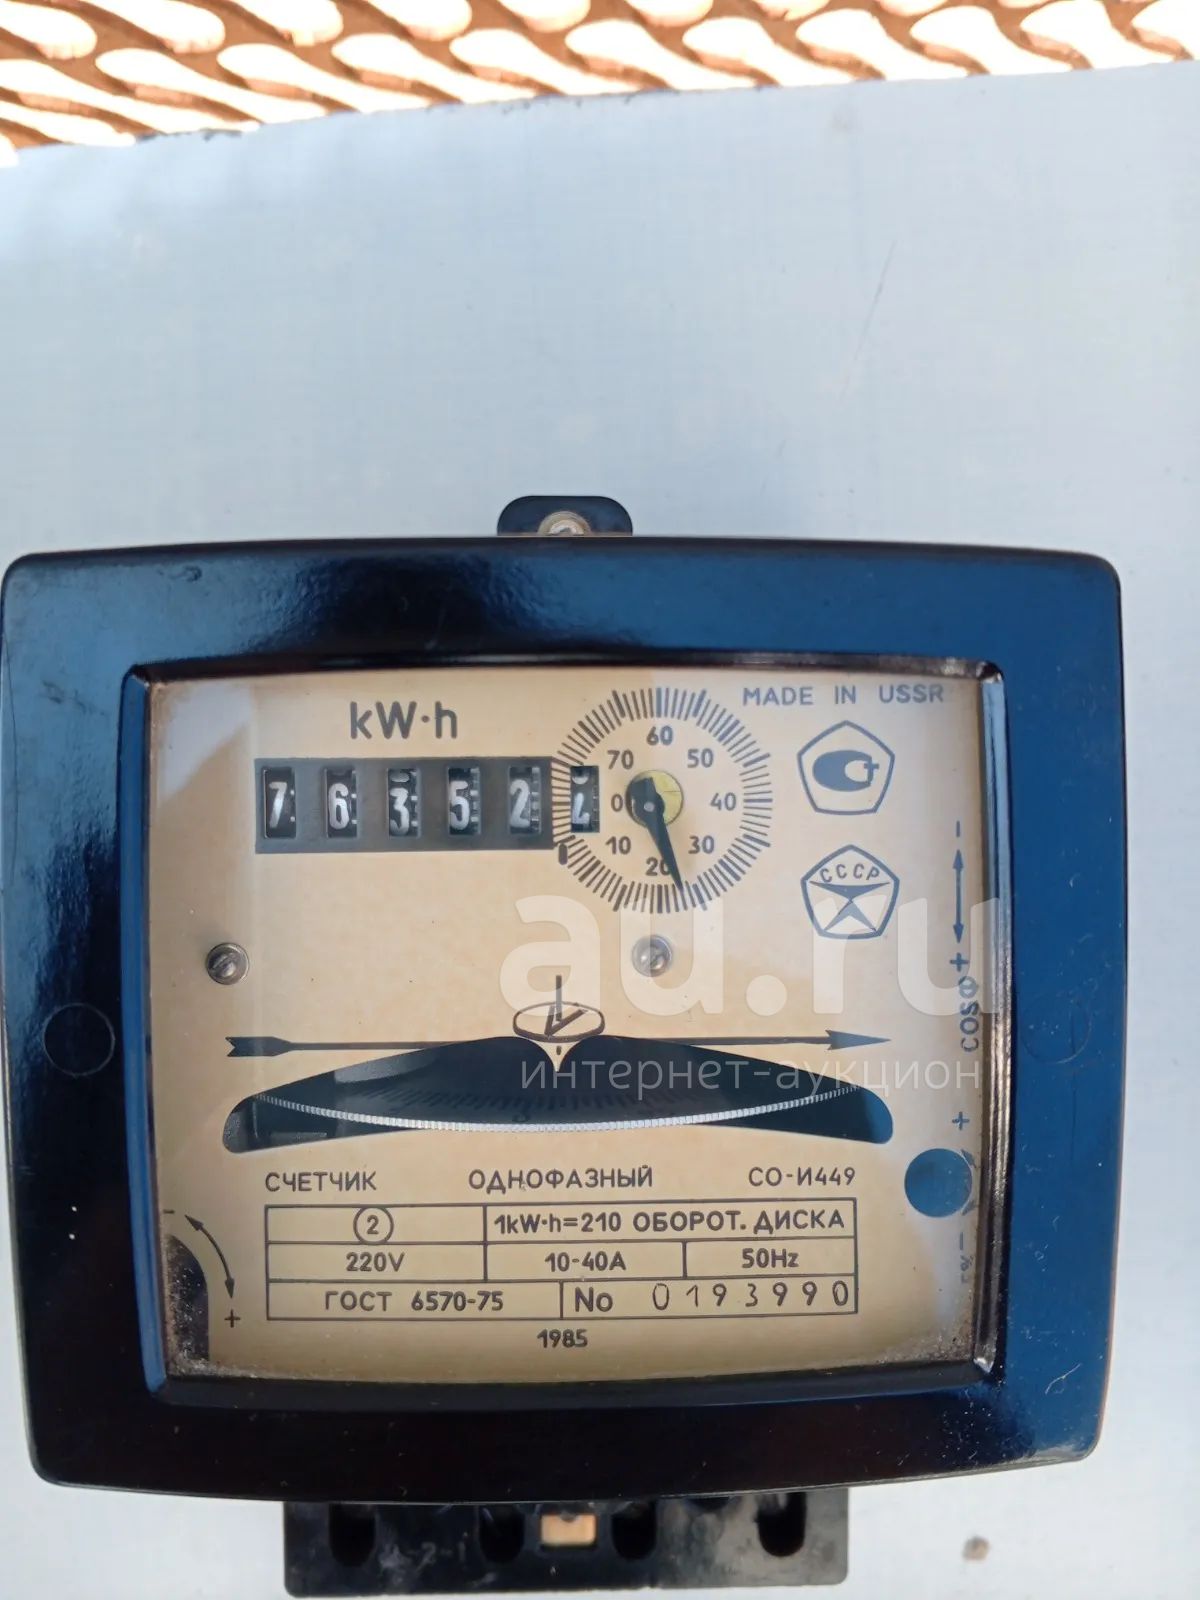 kW·h
MADE IN USSR
7 6 3 5 2
60
70 50
0 40
10 30
20
СССР
au.ru
интернет-аукцион
- + cosφ
+
СЧЕТЧИК ОДНОФАЗНЫЙ СО-И449
2 1kW·h=210 ОБОРОТ. ДИСКА
220V 10-40A 50Hz
ГОСТ 6570-75 No 0193990
- +
1985